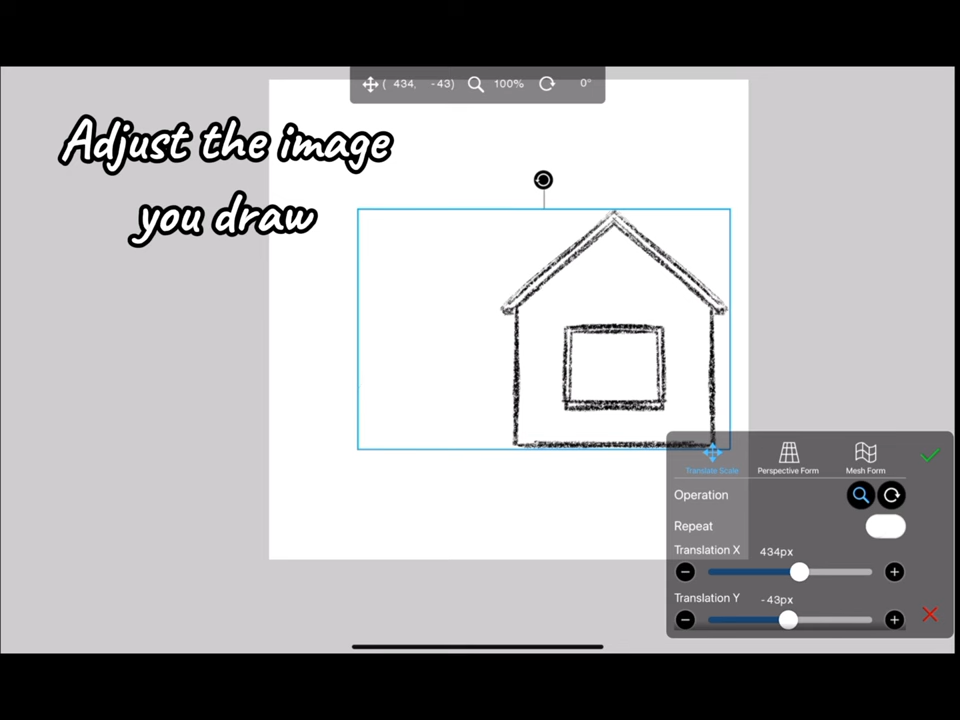 ( 434, -43) 100% 0°
Adjust the image
you draw
Translate Scale Perspective Form Mesh Form
Operation
Repeat
Translation X 434px
Translation Y -43px